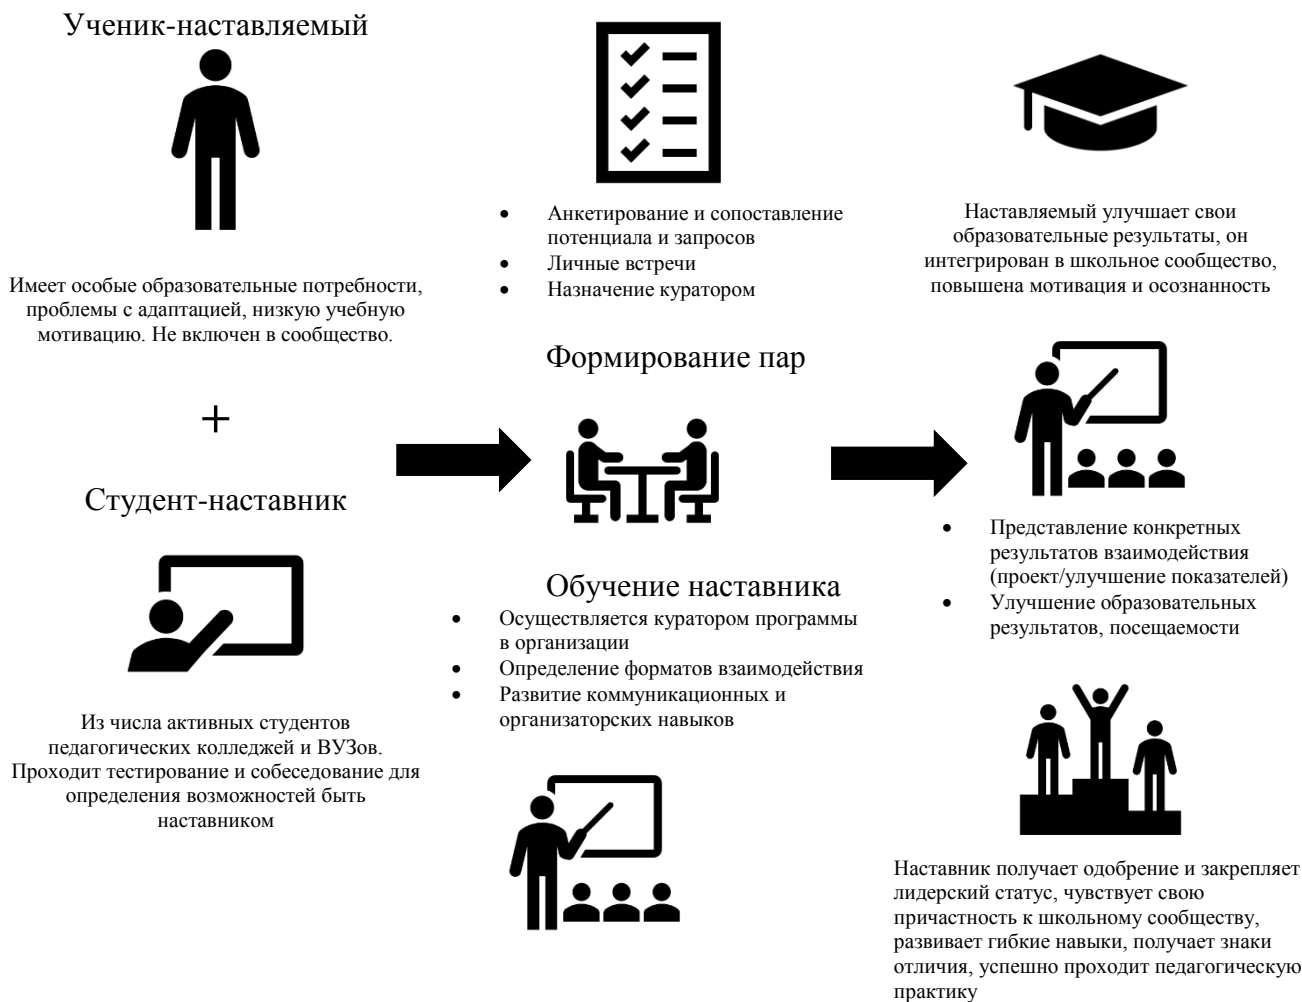 Ученик-наставляемый
Имеет особые образовательные потребности,
проблемы с адаптацией, низкую учебную
мотивацию. Не включен в сообщество.
+
Студент-наставник
Из числа активных студентов
педагогических колледжей и ВУЗов.
Проходит тестирование и собеседование для
определения возможностей быть
наставником
• Анкетирование и сопоставление
потенциала и запросов
• Личные встречи
• Назначение куратором
Формирование пар
Обучение наставника
• Осуществляется куратором программы
в организации
• Определение форматов взаимодействия
• Развитие коммуникационных и
организаторских навыков
Наставляемый улучшает свои
образовательные результаты, он
интегрирован в школьное сообщество,
повышена мотивация и осознанность
• Представление конкретных
результатов взаимодействия
(проект/улучшение показателей)
• Улучшение образовательных
результатов, посещаемости
Наставник получает одобрение и закрепляет
лидерский статус, чувствует свою
причастность к школьному сообществу,
развивает гибкие навыки, получает знаки
отличия, успешно проходит педагогическую
практику